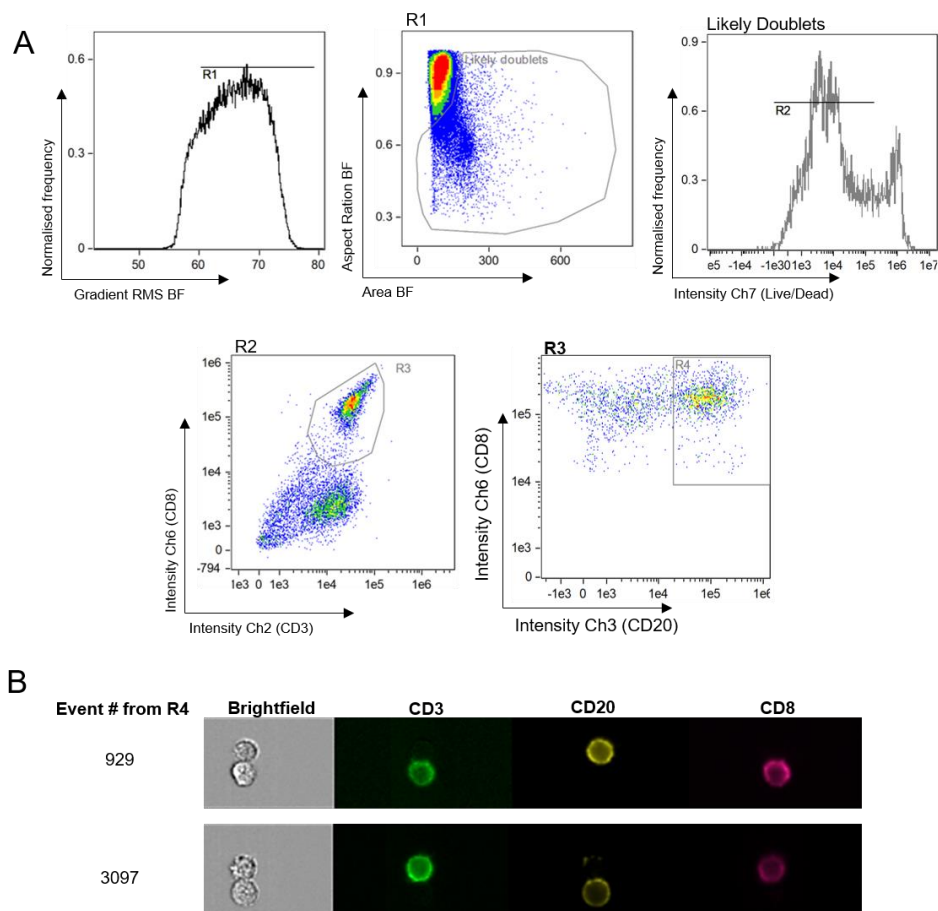 A
R1
Likely Doublets
0.6
0.3
0
R1
50
60
70
80
Normalised frequency
Gradient RMS BF
0.9
0.6
0.3
Likely doublets
0
300
600
Aspect Ration BF
Area BF
0.9
0.6
0.3
0
R2
e5 -1e4 -1e30 1e3 1e4 1e5 1e6 1e7
Normalised frequency
Intensity Ch7 (Live/Dead)
R2
1e6
1e5
1e4
1e3
0
-794
R3
1e3 0 1e3 1e4 1e5 1e6
Intensity Ch6 (CD8)
Intensity Ch2 (CD3)
R3
1e5
1e4
1e3
0
R4
-1e3 0 1e3 1e4 1e5 1e6
Intensity Ch6 (CD8)
Intensity Ch3 (CD20)
B
Event # from R4 Brightfield CD3 CD20 CD8
929
3097